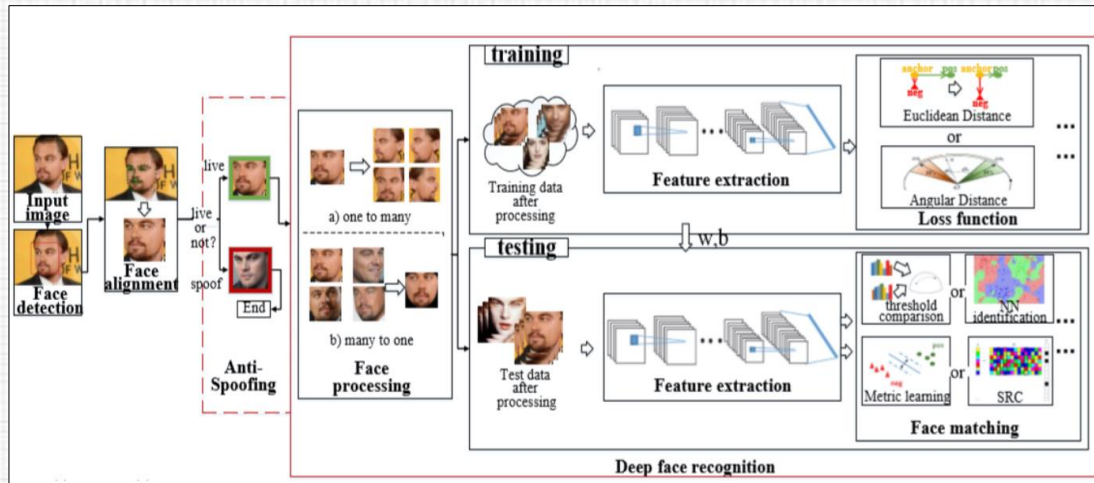 Input
image
Face
detection
Face
alignment
live
live
or
not?
spoof
End
Anti-
Spoofing
a) one to many
b) many to one
Face
processing
training
Training data
after
processing
Feature extraction
anchor pos
neg
anchor pos
neg
Euclidean Distance
or
Angular Distance
Loss function
...
...
w,b
testing
Test data
after
processing
Feature extraction
threshold
comparison
or
NN
identification
...
pos
neg
Metric learning
or
SRC
...
Face matching
Deep face recognition